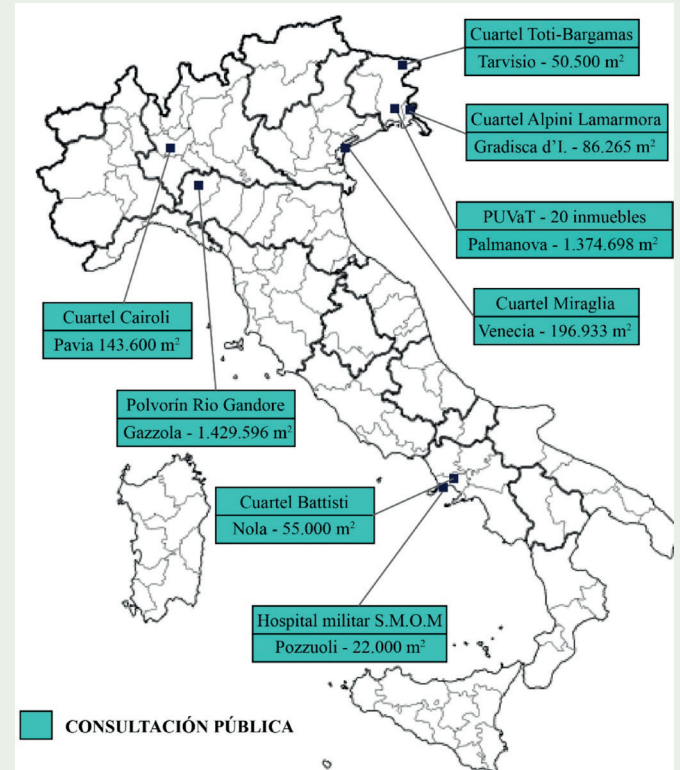 Cuartel Toti-Bargamas
Tarvisio - 50.500 m²
Cuartel Alpini Lamarmora
Gradisca d'I. - 86.265 m²
PUVaT - 20 inmuebles
Palmanova - 1.374.698 m²
Cuartel Miraglia
Venecia - 196.933 m²
Cuartel Cairoli
Pavia 143.600 m²
Polvorín Rio Gandore
Gazzola - 1.429.596 m²
Cuartel Battisti
Nola - 55.000 m²
Hospital militar S.M.O.M
Pozzuoli - 22.000 m²
CONSULTACIÓN PÚBLICA